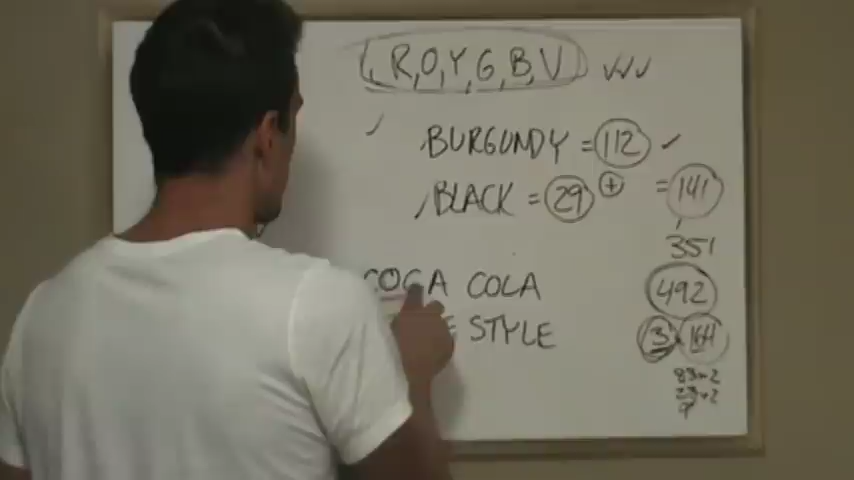 , R, O, Y, G, B, V
BURGUNDY = 112
BLACK = 29 + = 141
351
COCA COLA
492
STYLE
3 164